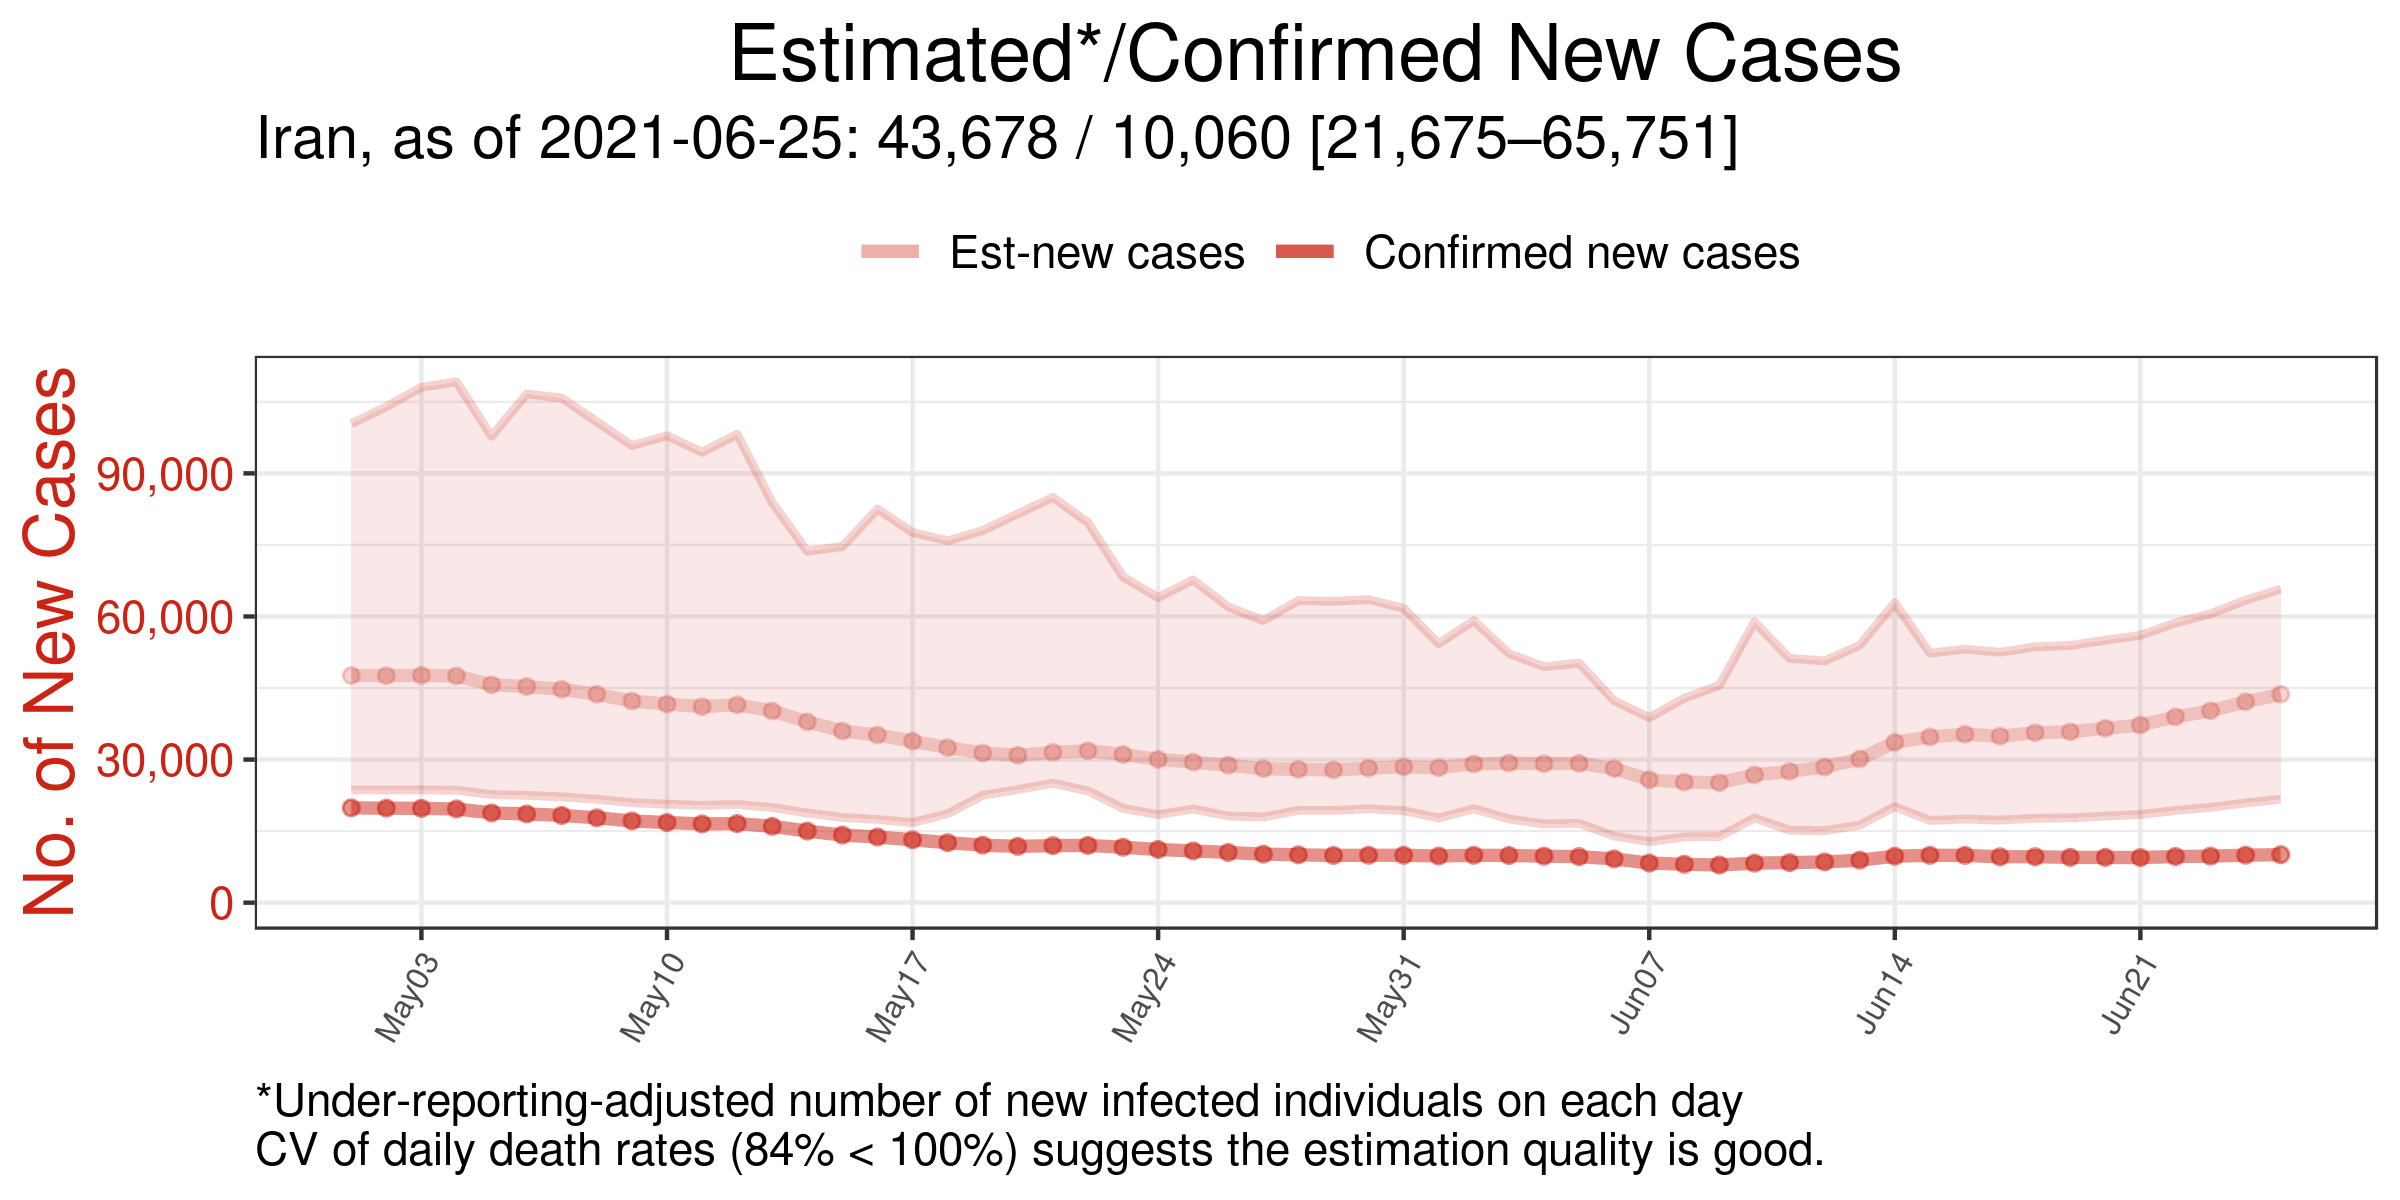 Estimated*/Confirmed New Cases
Iran, as of 2021-06-25: 43,678 / 10,060 [21,675–65,751]
Est-new cases
Confirmed new cases
No. of New Cases
90,000
60,000
30,000
0
May03
May10
May17
May24
May31
Jun07
Jun14
Jun21
*Under-reporting-adjusted number of new infected individuals on each day
CV of daily death rates (84% < 100%) suggests the estimation quality is good.